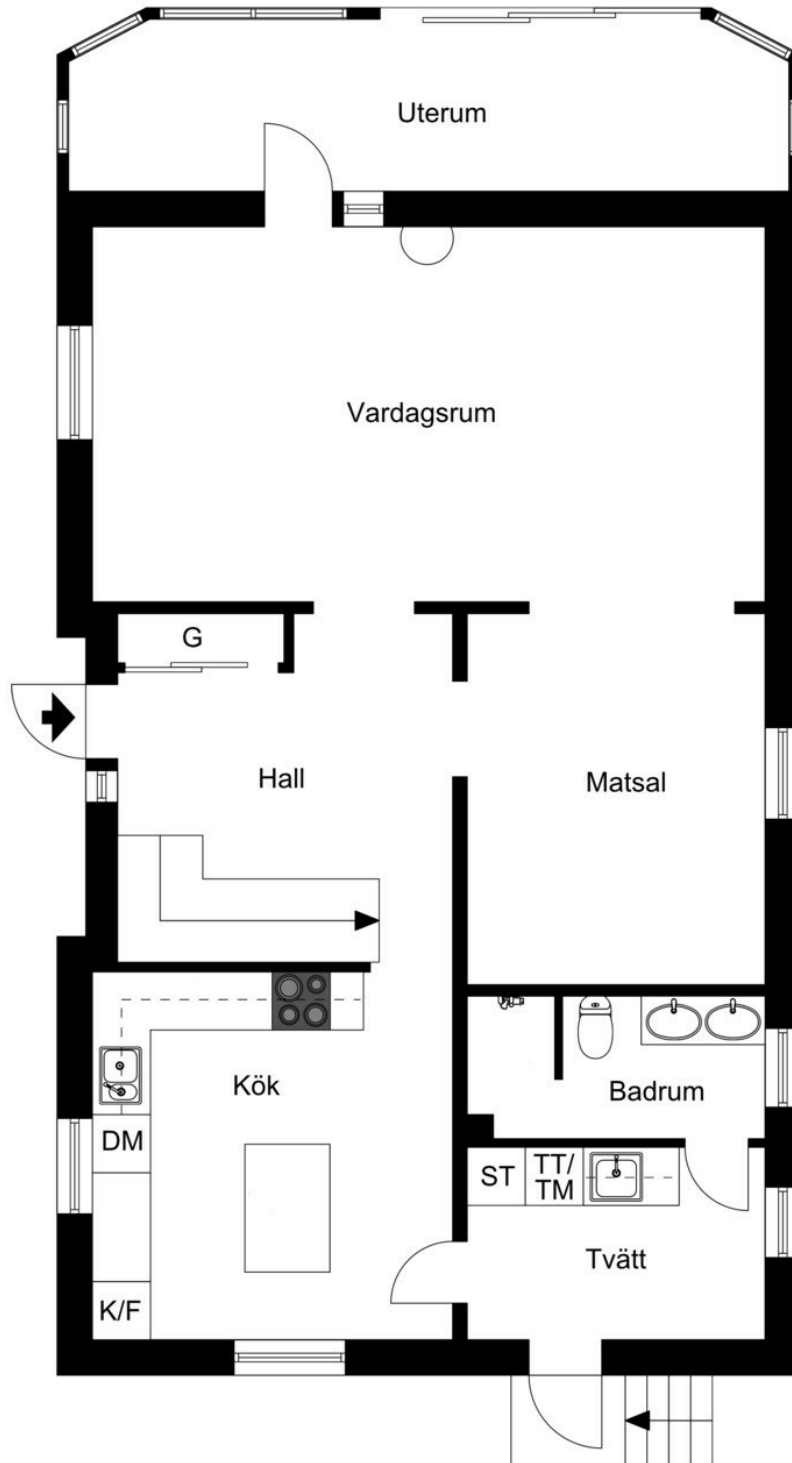 Uterum
Vardagsrum
G
Hall
Matsal
Kök
Badrum
DM
ST
TT/
TM
Tvätt
K/F